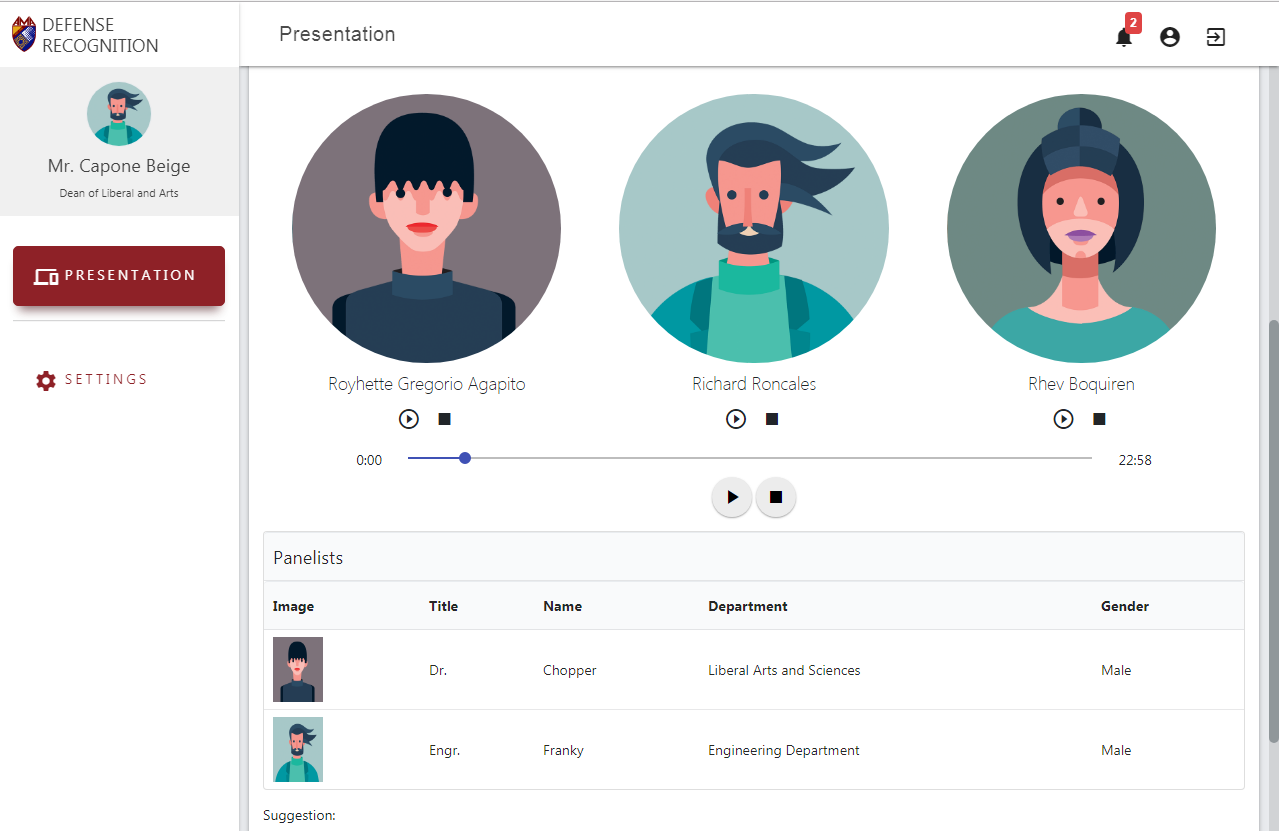 AMA
DEFENSE
RECOGNITION
Presentation
2
Mr. Capone Beige
Dean of Liberal and Arts
PRESENTATION
SETTINGS
Royhette Gregorio Agapito
Richard Roncales
Rhev Boquiren
0:00
22:58
Panelists
Image Title Name Department Gender
Dr. Chopper Liberal Arts and Sciences Male
Engr. Franky Engineering Department Male
Suggestion: